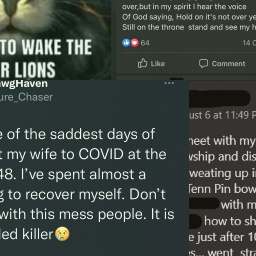 TO WAKE THE
R LIONS
over,but in my spirit I hear the voice
Of God saying, Hold on it's not over ye
Still on the throne stand and see my h
64
14 C
Like
Comment
wgHaven
ure_Chaser
e of the saddest days of
t my wife to COVID at the
48. I've spent almost a
g to recover myself. Don't
with this mess people. It is
led killer😢
ust 6 at 11:49 P
neet with my
wship and dis
weating up i
Tenn Pin bow
with m
how to sh
e just after 10
s... went stra